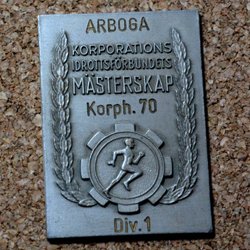 ARBOGA
KORPORATIONS
IDROTTSFÖRBUNDETS
MÄSTERSKAP
Korph. 70
Div. 1